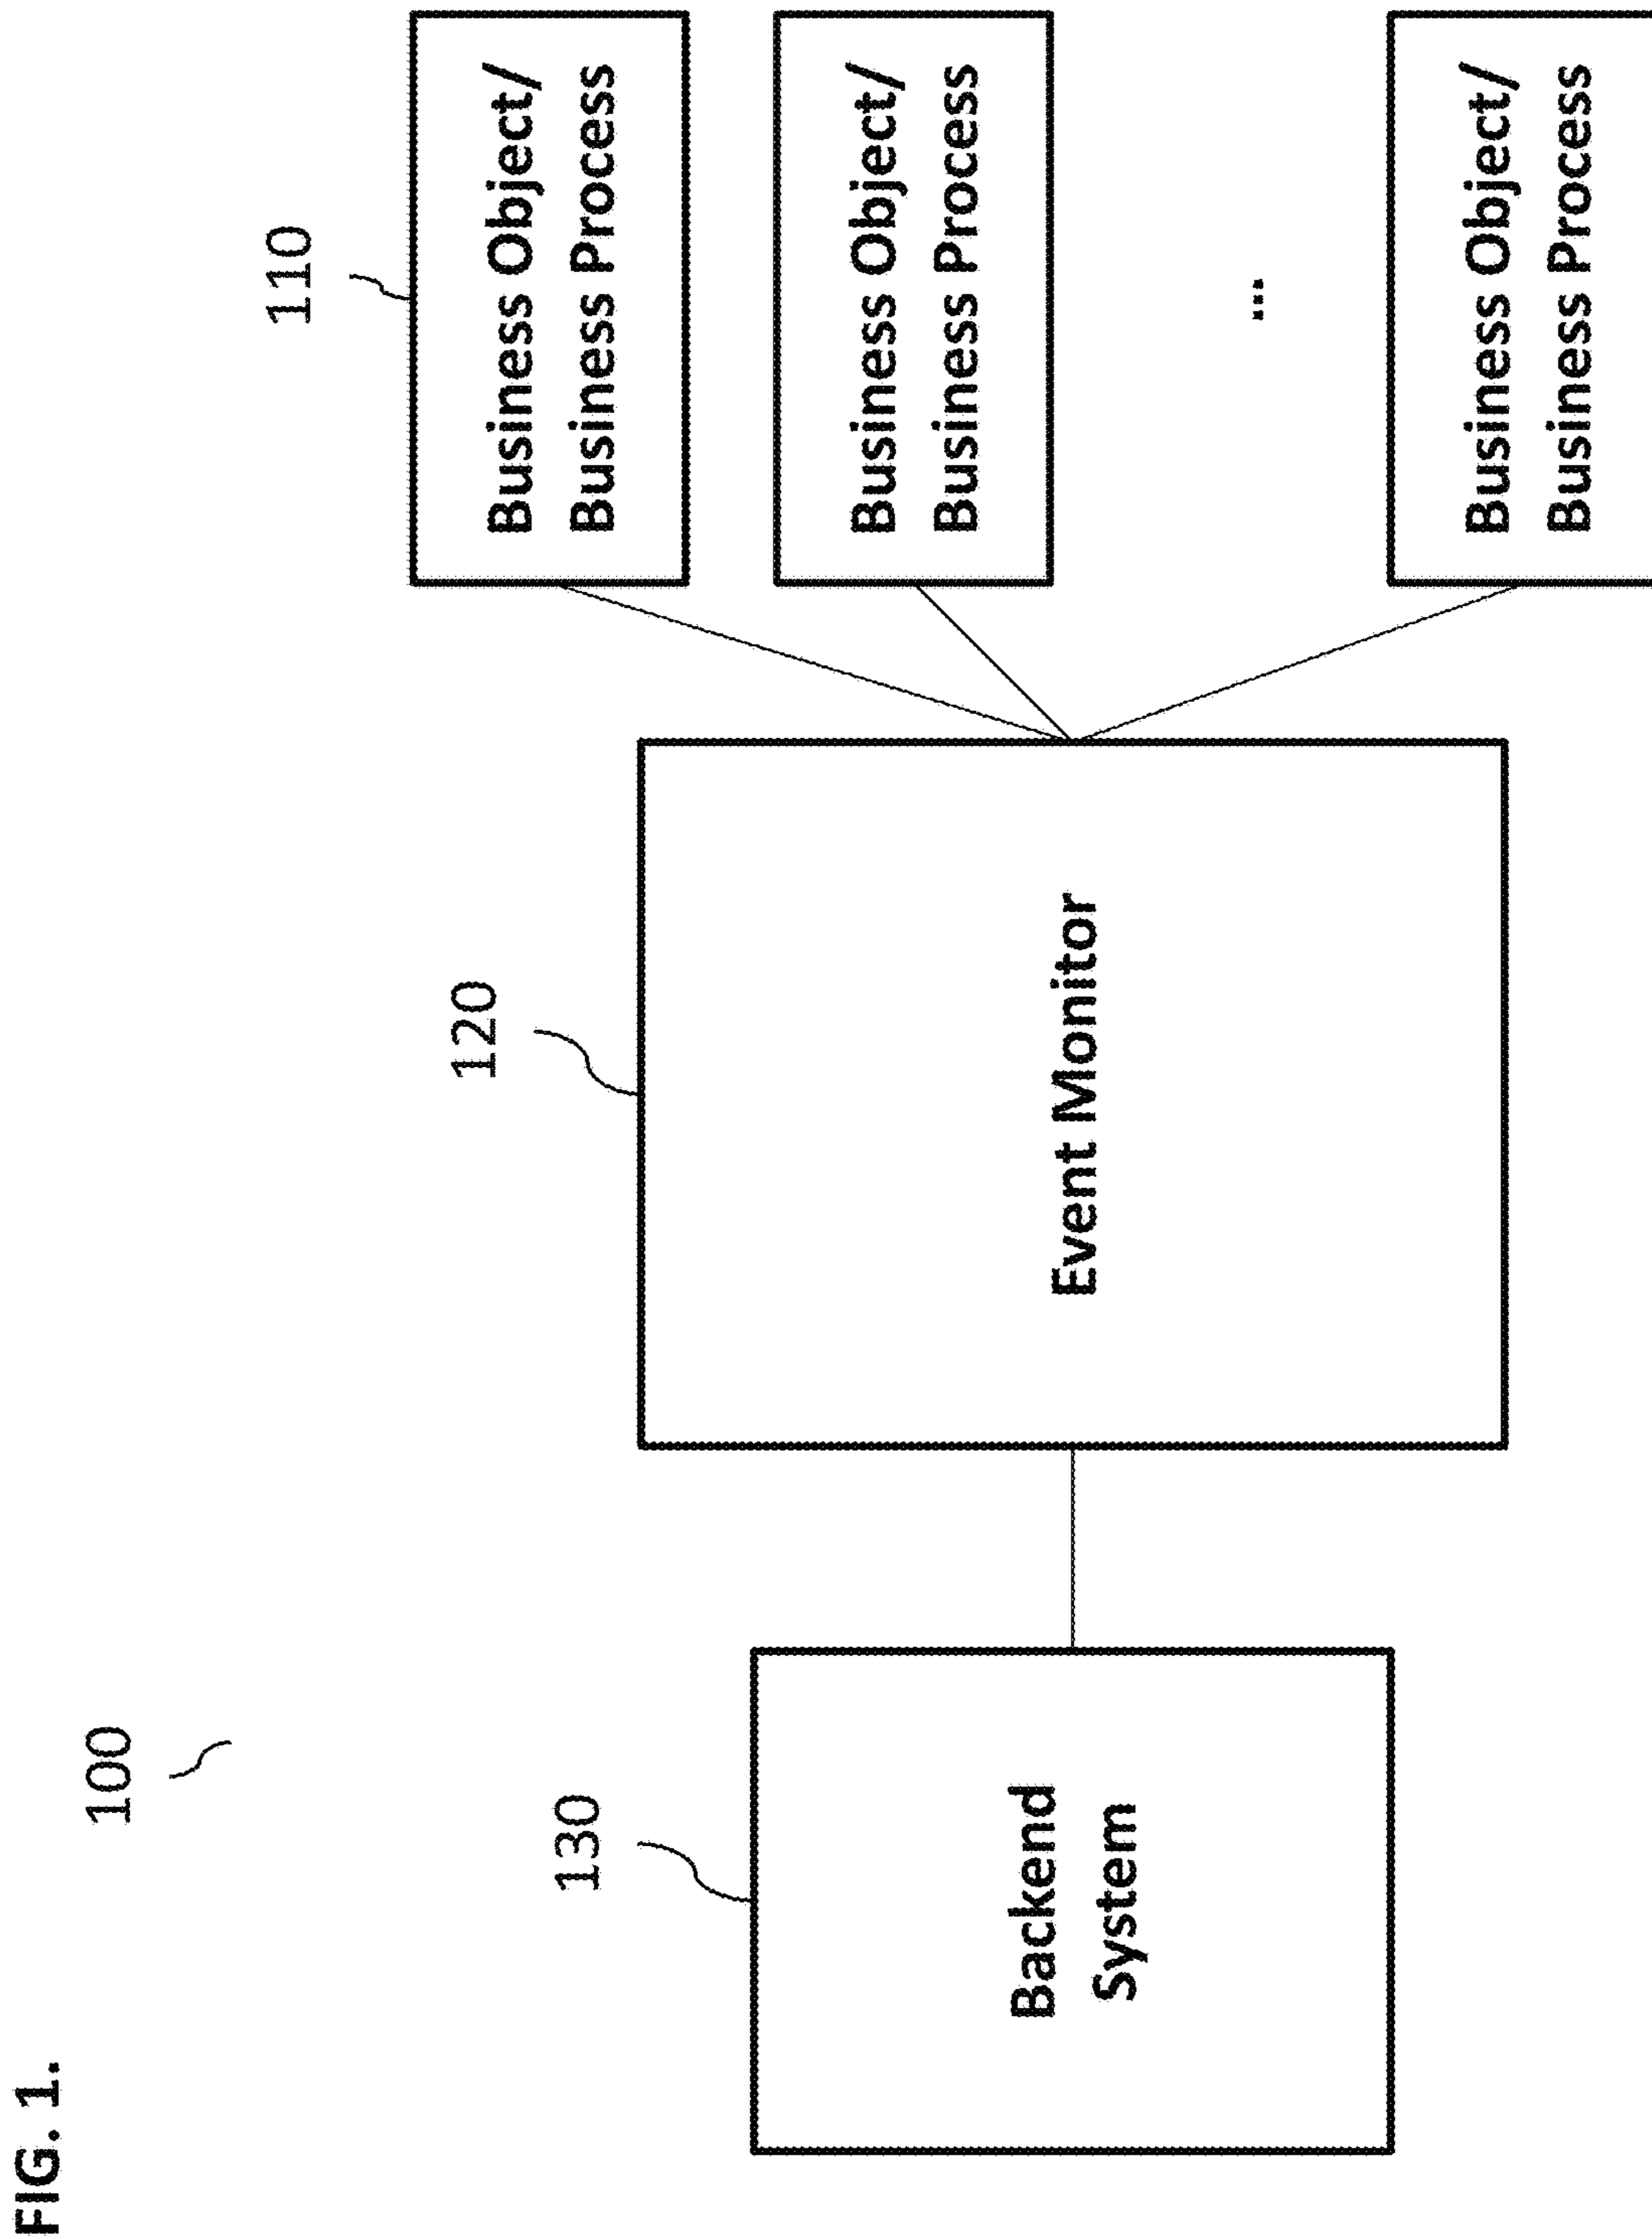 FIG. 1.
100
130
Backend
System
120
Event Monitor
110
Business Object/
Business Process
Business Object/
Business Process
...
Business Object/
Business Process